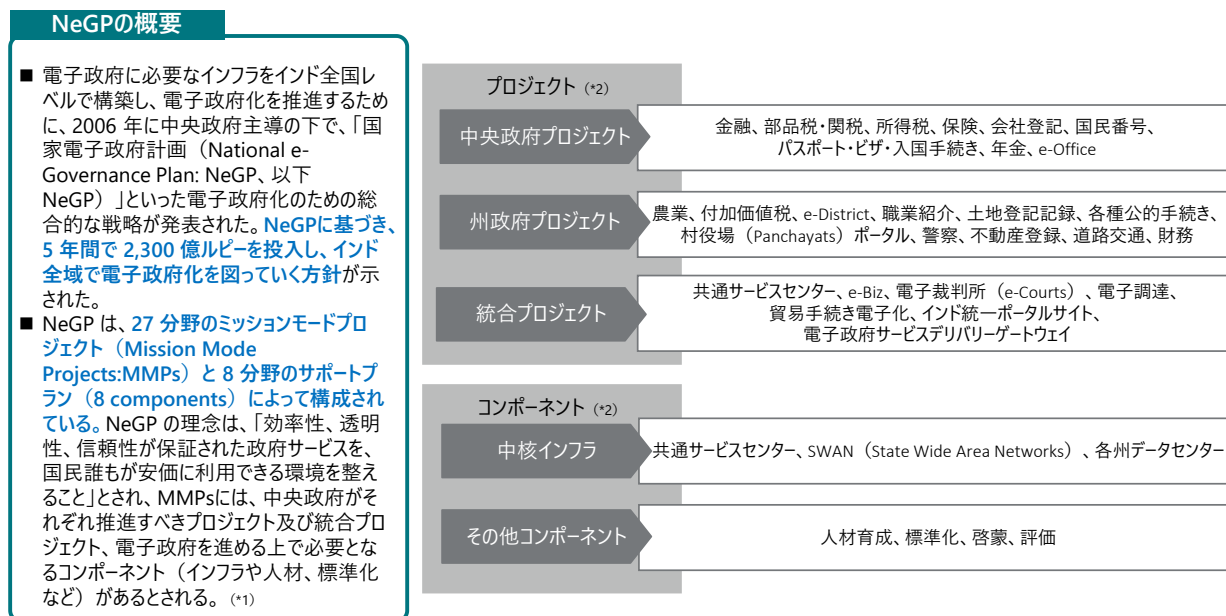 NeGPの概要
■ 電子政府に必要なインフラをインド全国レ
ベルで構築し、電子政府化を推進するため
に、2006 年に中央政府主導の下で、「国
家電子政府計画（National e-
Governance Plan: NeGP、以下
NeGP）」といった電子政府化のための総
合的な戦略が発表された。NeGPに基づき、
5 年間で 2,300 億ルピーを投入し、インド
全域で電子政府化を図っていく方針が示
された。
■ NeGP は、27 分野のミッションモードプロ
ジェクト（Mission Mode
Projects:MMPs）と 8 分野のサポートプ
ラン（8 components）によって構成され
ている。NeGP の理念は、「効率性、透明
性、信頼性が保証された政府サービスを、
国民誰もが安価に利用できる環境を整え
ること」とされ、MMPsには、中央政府がそ
れぞれ推進すべきプロジェクト及び統合プロ
ジェクト、電子政府を進める上で必要とな
るコンポーネント（インフラや人材、標準化
など）があるとされる。(*1)
プロジェクト (*2)
中央政府プロジェクト
金融、部品税・関税、所得税、保険、会社登記、国民番号、
パスポート・ビザ・入国手続き、年金、e-Office
州政府プロジェクト
農業、付加価値税、e-District、職業紹介、土地登記記録、各種公的手続き、
村役場（Panchayats）ポータル、警察、不動産登録、道路交通、財務
統合プロジェクト
共通サービスセンター、e-Biz、電子裁判所（e-Courts）、電子調達、
貿易手続き電子化、インド統一ポータルサイト、
電子政府サービスデリバリーゲートウェイ
コンポーネント (*2)
中核インフラ
共通サービスセンター、SWAN（State Wide Area Networks）、各州データセンター
その他コンポーネント
人材育成、標準化、啓蒙、評価